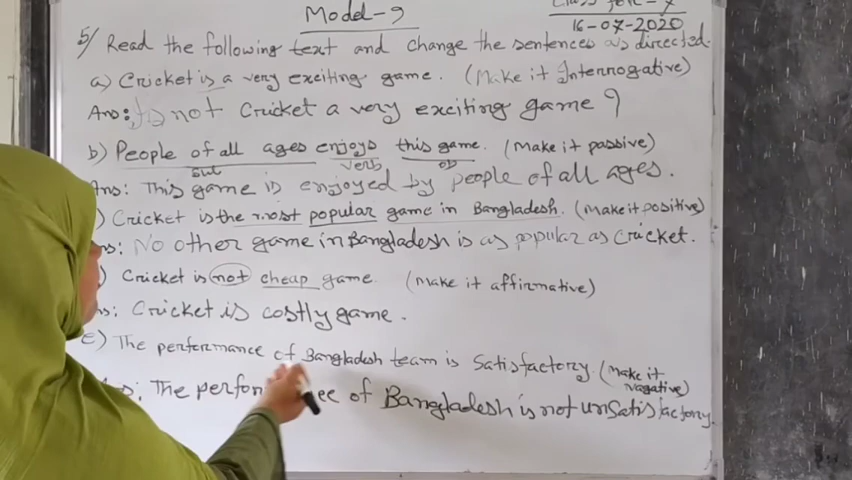 Model-9
16-07-2020
5/ Read the following text and change the sentences as directed.
a) Cricket is a very exciting game. (Make it Interrogative)
Ans: Is not Cricket a very exciting game?
b) People of all ages enjoys this game. (Make it passive)
sub verb ob
Ans: This game is enjoyed by people of all ages.
) Cricket is the most popular game in Bangladesh. (Make it positive)
ns: No other game in Bangladesh is as popular as Cricket.
) Cricket is not cheap game. (Make it affirmative)
ns: Cricket is costly game.
e) The performance of Bangladesh team is Satisfactory. (Make it
nagative)
The perfor ce of Bangladesh is not unsatisfactory.